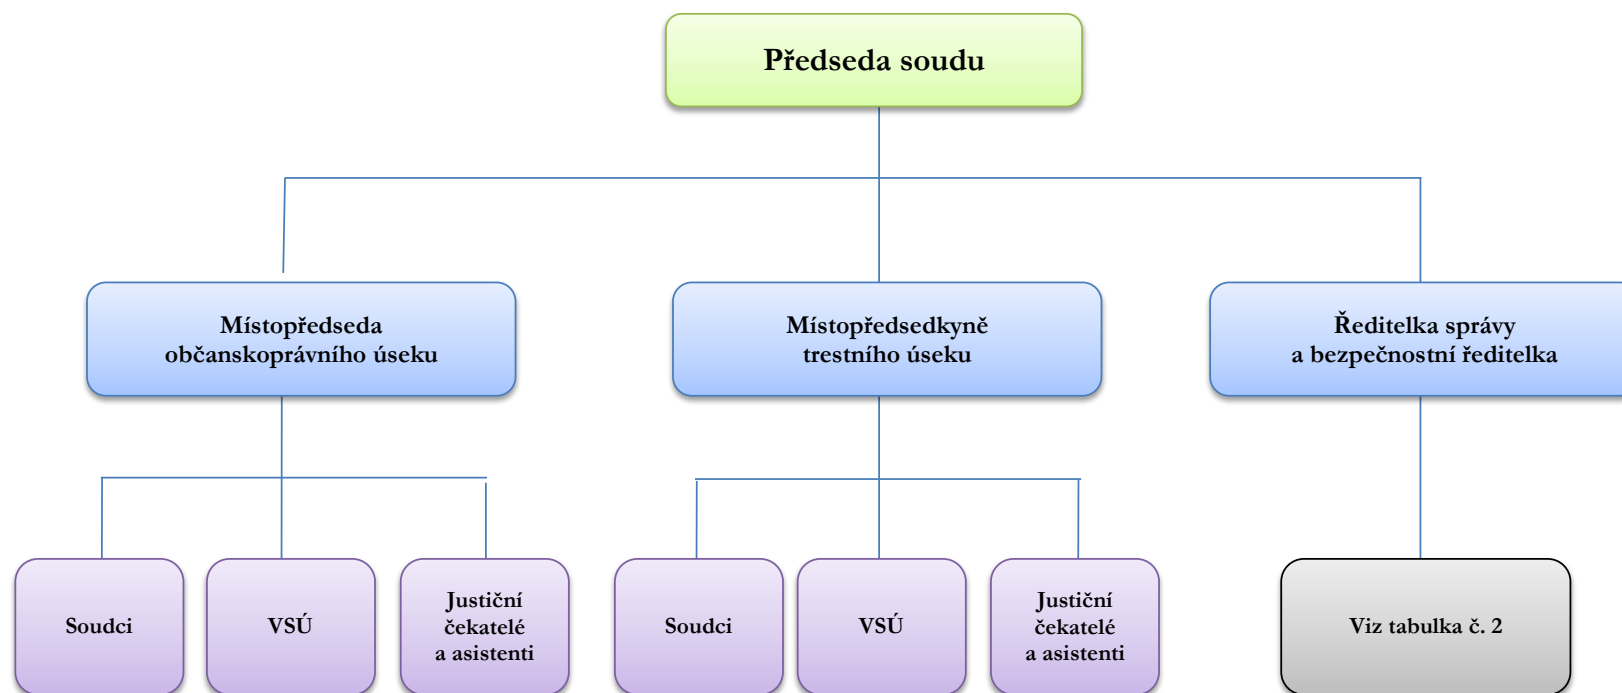 Předseda soudu
Místopředseda
občanskoprávního úseku
Místopředsedkyně
trestního úseku
Ředitelka správy
a bezpečnostní ředitelka
Soudci
VSÚ
Justiční
čekatelé
a asistenti
Soudci
VSÚ
Justiční
čekatelé
a asistenti
Viz tabulka č. 2